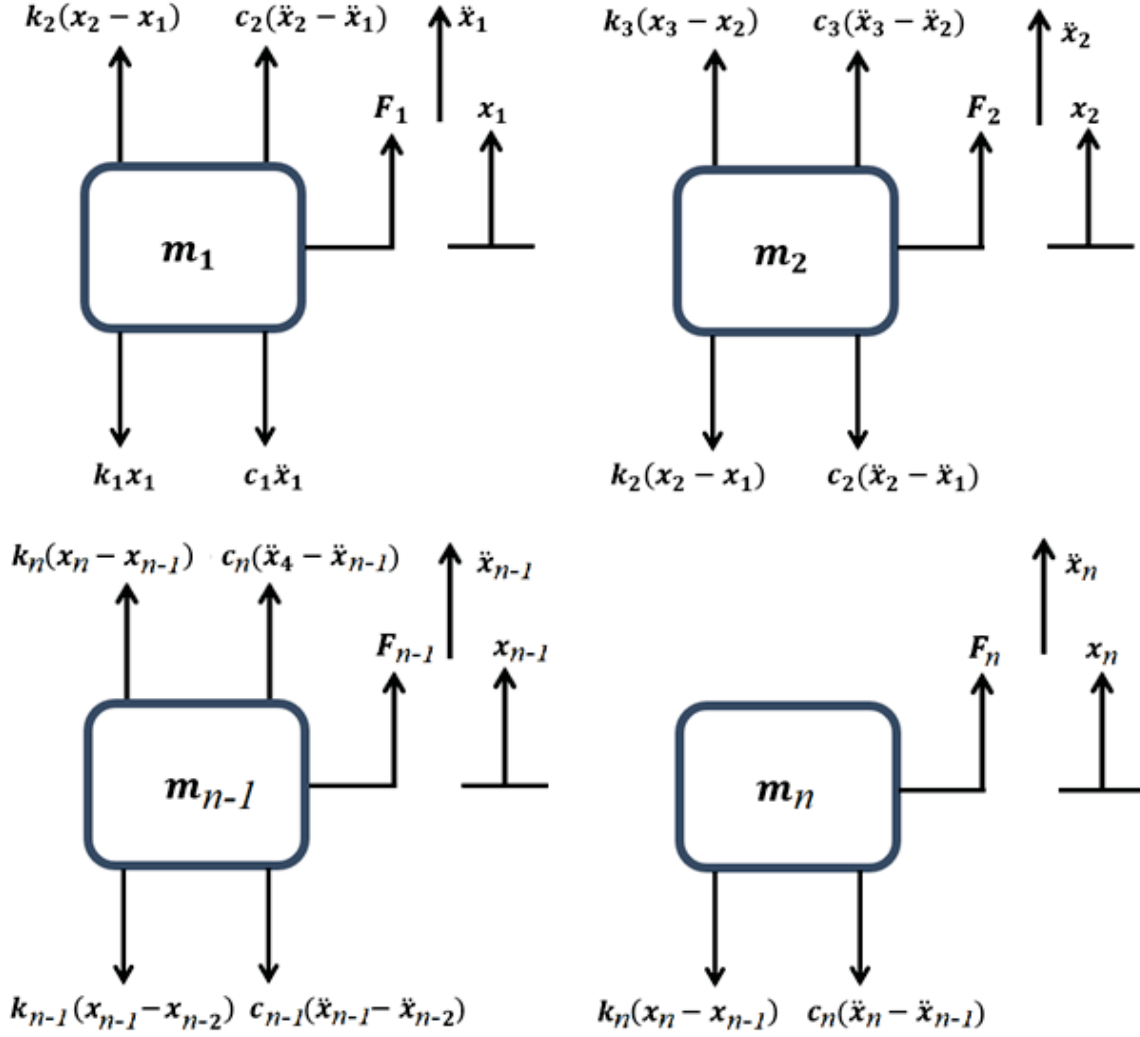 k₂(x₂ − x₁) c₂(ẍ₂ − ẍ₁) ẍ₁
F₁ x₁
m₁
k₁x₁ c₁ẍ₁
k₃(x₃ − x₂) c₃(ẍ₃ − ẍ₂) ẍ₂
F₂ x₂
m₂
k₂(x₂ − x₁) c₂(ẍ₂ − ẍ₁)
kₙ(xₙ − xₙ₋₁) cₙ(ẍ₄ − ẍₙ₋₁) ẍₙ₋₁
Fₙ₋₁ xₙ₋₁
mₙ₋₁
kₙ₋₁(xₙ₋₁ − xₙ₋₂) cₙ₋₁(ẍₙ₋₁ − ẍₙ₋₂)
ẍₙ
Fₙ xₙ
mₙ
kₙ(xₙ − xₙ₋₁) cₙ(ẍₙ − ẍₙ₋₁)